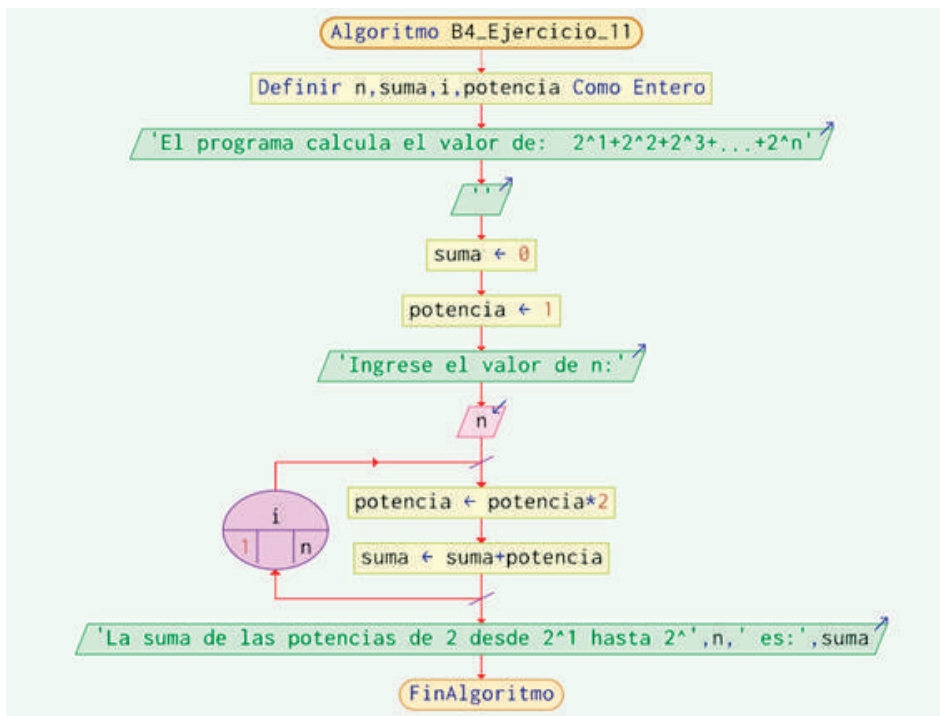 Algoritmo B4_Ejercicio_11
Definir n,suma,i,potencia Como Entero
'El programa calcula el valor de:  2^1+2^2+2^3+...+2^n'
''
suma ← 0
potencia ← 1
'Ingrese el valor de n:'
n
potencia ← potencia*2
i
1 n
suma ← suma+potencia
'La suma de las potencias de 2 desde 2^1 hasta 2^',n,' es:',suma
FinAlgoritmo